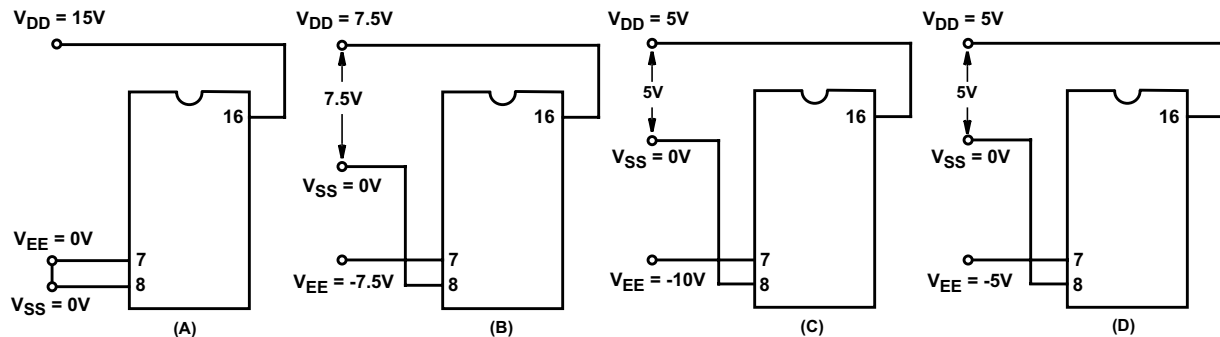 V_DD = 15V
16
V_EE = 0V
7
8
V_SS = 0V
(A)
V_DD = 7.5V
7.5V
16
V_SS = 0V
7
V_EE = -7.5V
8
(B)
V_DD = 5V
5V
16
V_SS = 0V
7
V_EE = -10V
8
(C)
V_DD = 5V
5V
16
V_SS = 0V
7
V_EE = -5V
8
(D)